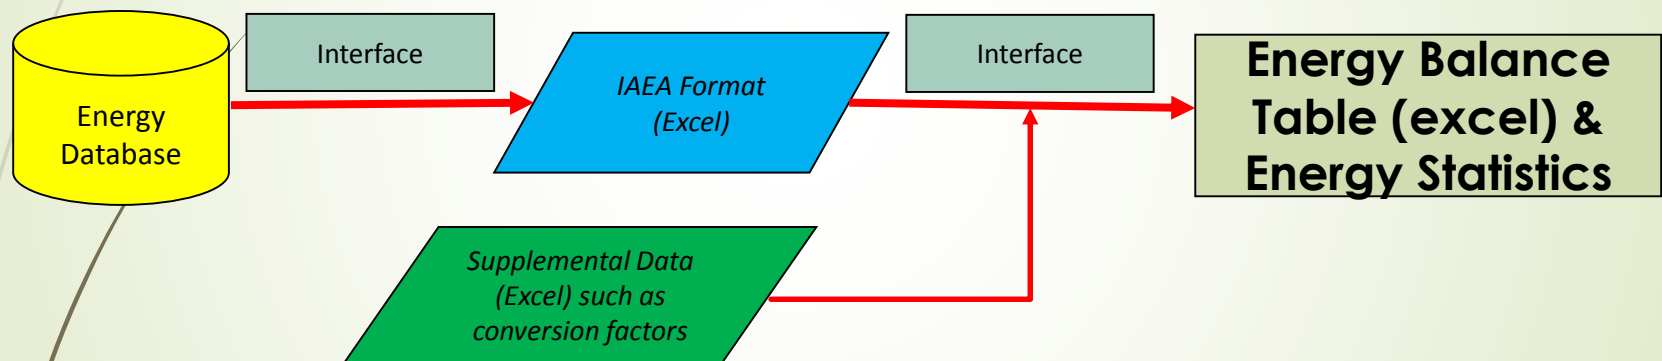 Energy
Database
Interface
IAEA Format
(Excel)
Interface
Energy Balance
Table (excel) &
Energy Statistics
Supplemental Data
(Excel) such as
conversion factors